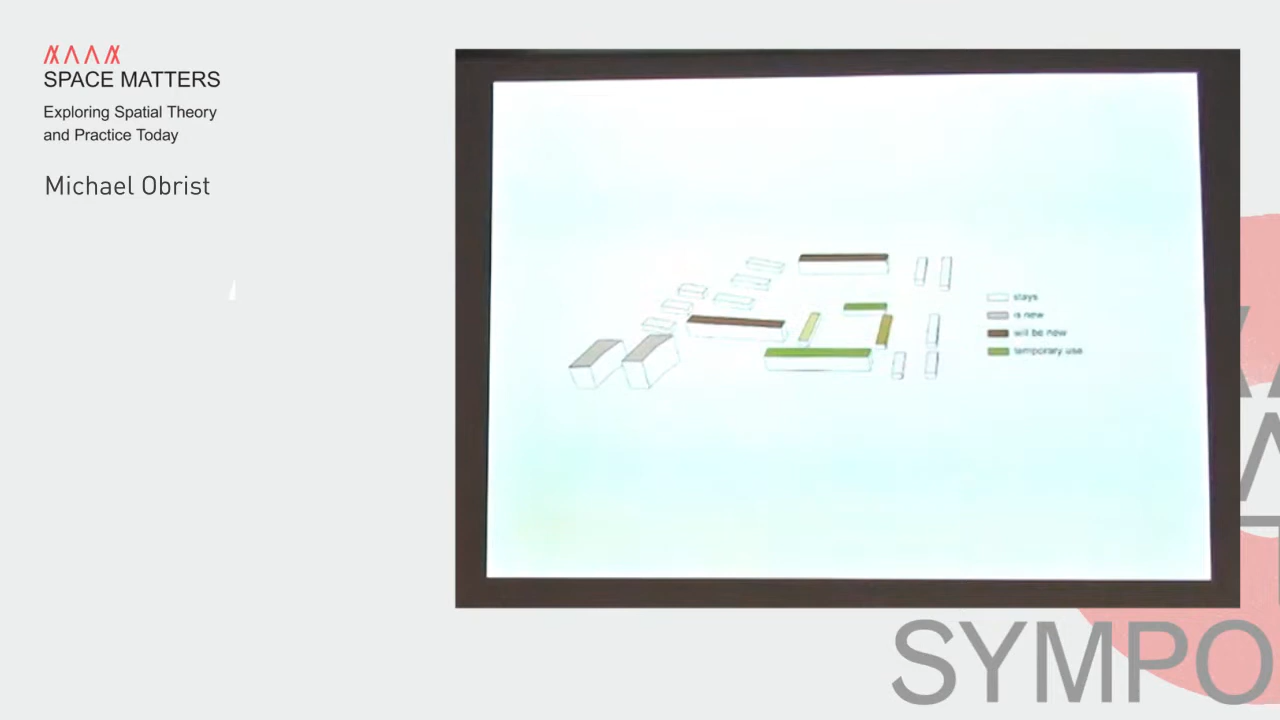 SPACE MATTERS
Exploring Spatial Theory
and Practice Today
Michael Obrist
stays
is new
will be new
temporary use
SYMPO